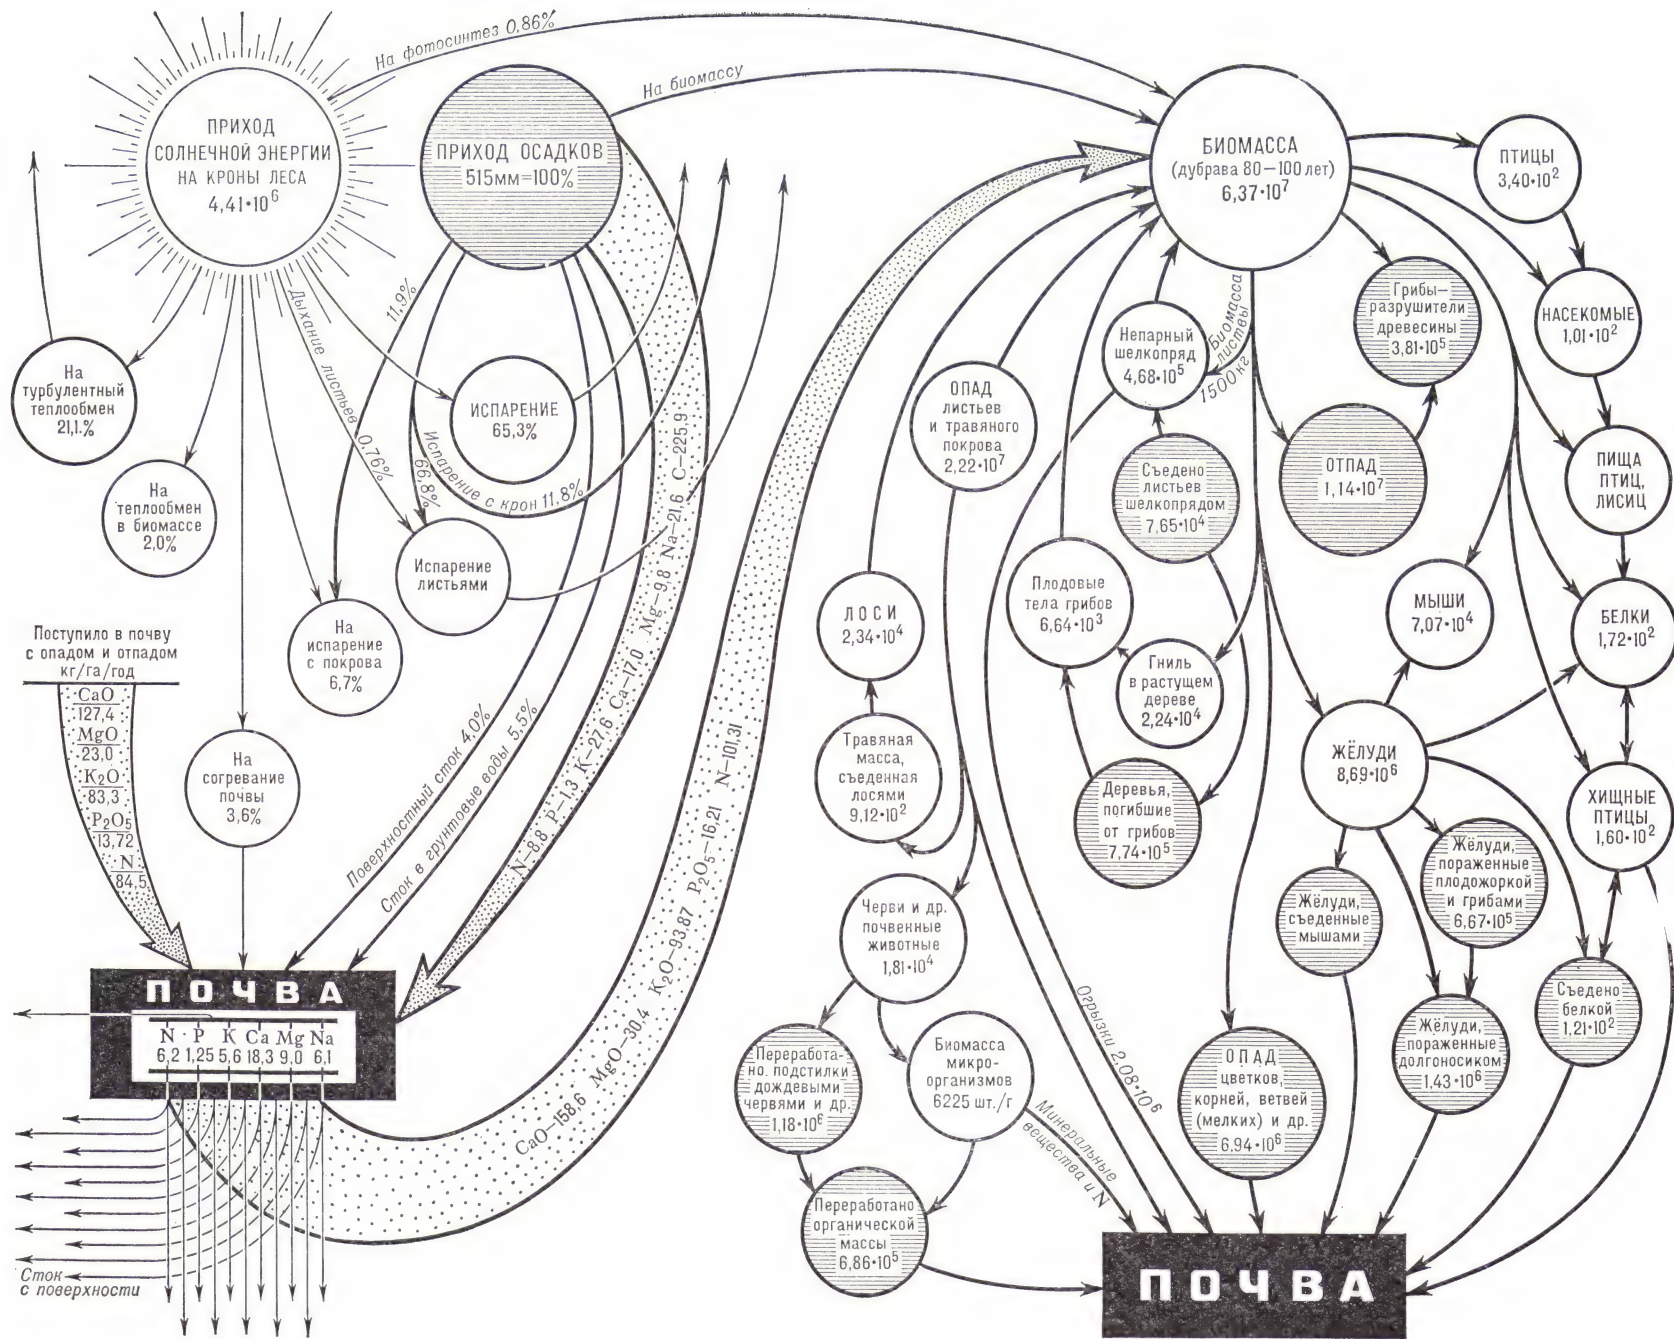 На фотосинтез 0,86%
На биомассу
ПРИХОД
СОЛНЕЧНОЙ ЭНЕРГИИ
НА КРОНЫ ЛЕСА
4,41•10⁶
ПРИХОД ОСАДКОВ
515мм=100%
БИОМАССА
(дубрава 80—100 лет)
6,37•10⁷
ПТИЦЫ
3,40•10²
Дыхание листьев 0,76%
11,9%
66,8%
Испарение с крон 11,8%
На
турбулентный
теплообмен
21,1.%
На
теплообмен
в биомассе
2,0%
ИСПАРЕНИЕ
65,3%
Испарение
листьями
На
испарение
с покрова
6,7%
На
согревание
почвы
3,6%
Поступило в почву
с опадом и отпадом
кг/га/год
CaO
127,4
MgO
23,0
K₂O
83,3
P₂O₅
13,72
N
84,5
Поверхностный сток 4,0%
Сток в грунтовые воды 5,5%
N—8,8 P—1,3 K—27,6 Ca—17,0 Mg—9,8 Na—21,6 C—225,9
CaO—158,6 MgO—30,4 K₂O—93,87 P₂O₅—16,21 N—101,31
ПОЧВА
N • P K Ca Mg Na
6,2 1,25 5,6 18,3 9,0 6,1
Сток
с поверхности
Непарный
шелкопряд
4,68•10⁵
Биомасса
листвы
1500кг
Грибы—
разрушители
древесины
3,81•10⁵
НАСЕКОМЫЕ
1,01•10²
ОПАД
листьев
и травяного
покрова
2,22•10⁷
Съедено
листьев
шелкопрядом
7,65•10⁴
ОТПАД
1,14•10⁷
ПИЩА
ПТИЦ,
ЛИСИЦ
ЛОСИ
2,34•10⁴
Плодовые
тела грибов
6,64•10³
МЫШИ
7,07•10⁴
БЕЛКИ
1,72•10²
Гниль
в растущем
дереве
2,24•10⁴
Травяная
масса,
съеденная
лосями
9,12•10²
Деревья,
погибшие
от грибов
7,74•10⁵
ЖЁЛУДИ
8,69•10⁶
ХИЩНЫЕ
ПТИЦЫ
1,60•10²
Желуди,
пораженные
плодожоркой
и грибами
6,67•10⁵
Жёлуди,
съеденные
мышами
Черви и др.
почвенные
животные
1,81•10⁴
Съедено
белкой
1,21•10²
Жёлуди,
пораженные
долгоносиком
1,43•10⁶
Переработа-
но. подстилки
дождевыми
червями и др.
1,18•10⁶
Биомасса
микро-
организмов
6225 шт./г
Огрызки 2,08•10⁶
Минеральные
вещества и N
ОПАД
цветков,
корней, ветвей
(мелких) и др.
6,94•10⁶
Переработано
органической
массы
6,86•10⁵
ПОЧВА